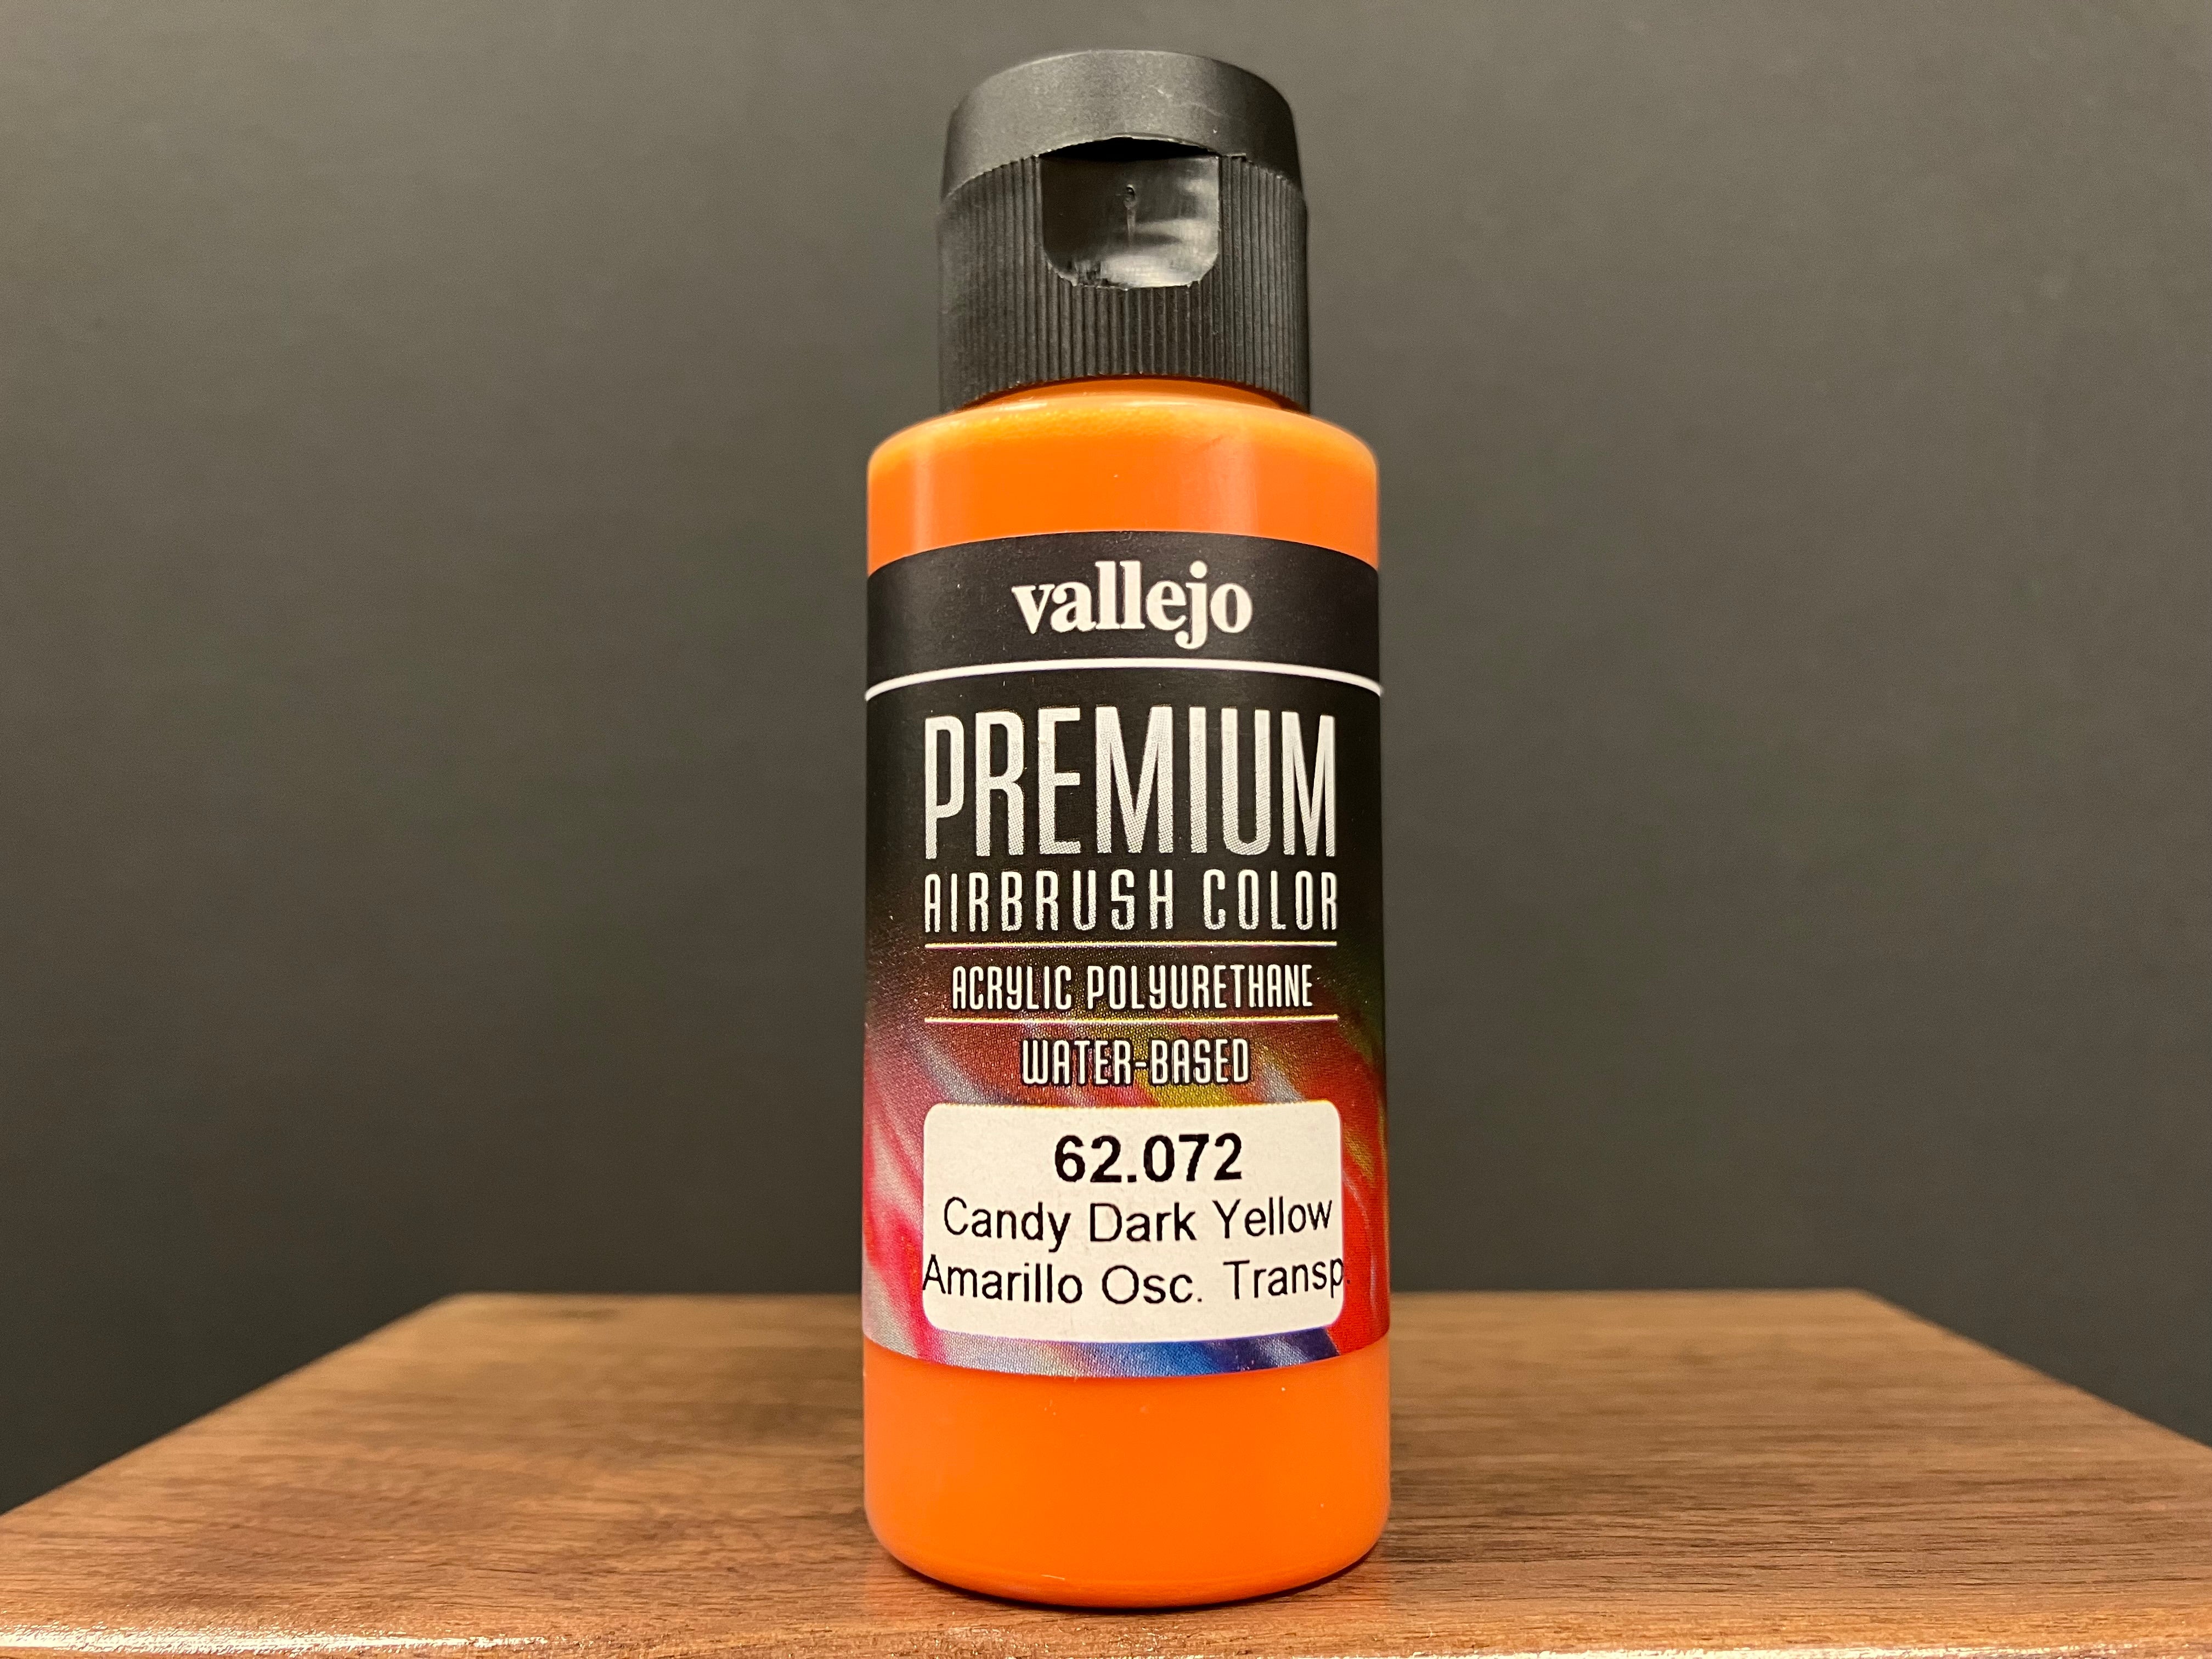 vallejo
PREMIUM
AIRBRUSH COLOR
ACRYLIC POLYURETHANE
WATER-BASED
62.072
Candy Dark Yellow
Amarillo Osc. Transp.